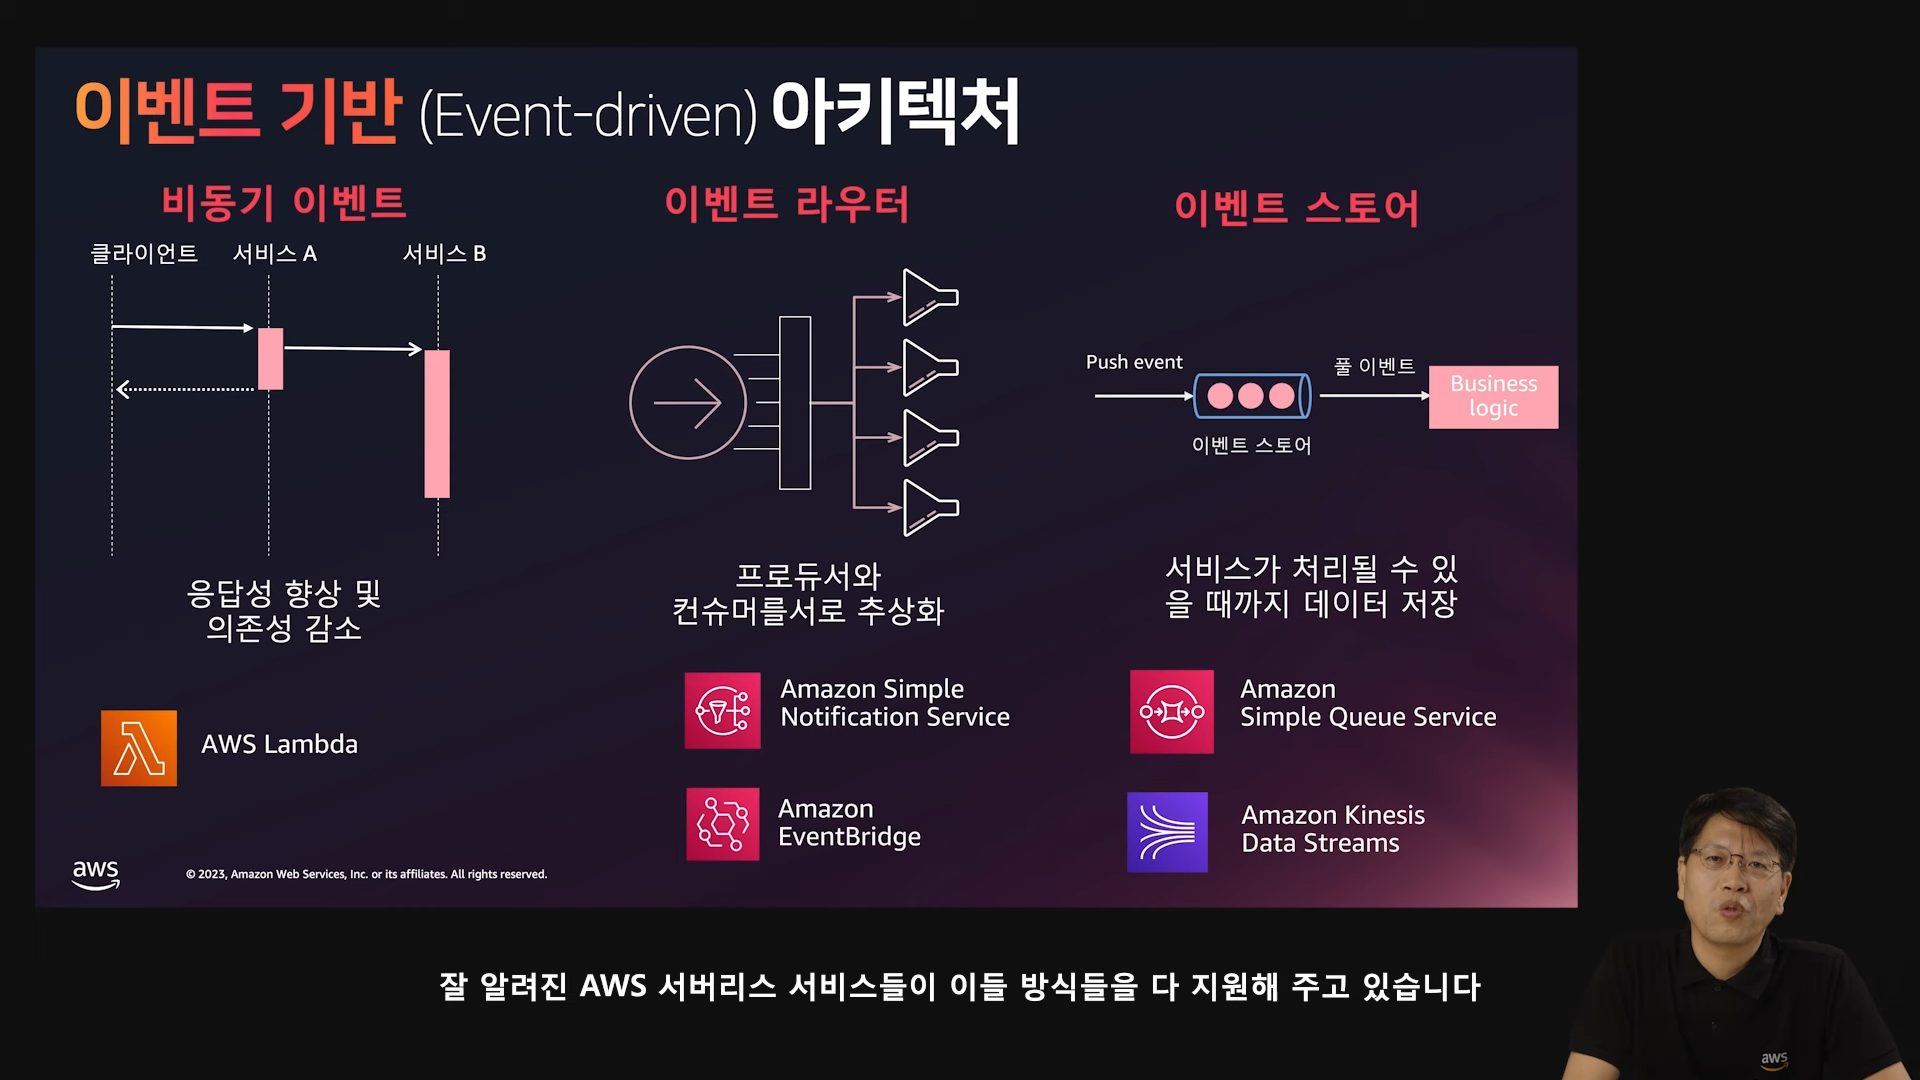 이벤트 기반 (Event-driven) 아키텍처
비동기 이벤트
클라이언트 서비스 A 서비스 B
응답성 향상 및
의존성 감소
AWS Lambda
이벤트 라우터
프로듀서와
컨슈머를서로 추상화
Amazon Simple
Notification Service
Amazon
EventBridge
이벤트 스토어
Push event
풀 이벤트
Business
logic
이벤트 스토어
서비스가 처리될 수 있
을 때까지 데이터 저장
Amazon
Simple Queue Service
Amazon Kinesis
Data Streams
aws
© 2023, Amazon Web Services, Inc. or its affiliates. All rights reserved.
잘 알려진 AWS 서버리스 서비스들이 이들 방식들을 다 지원해 주고 있습니다
aws